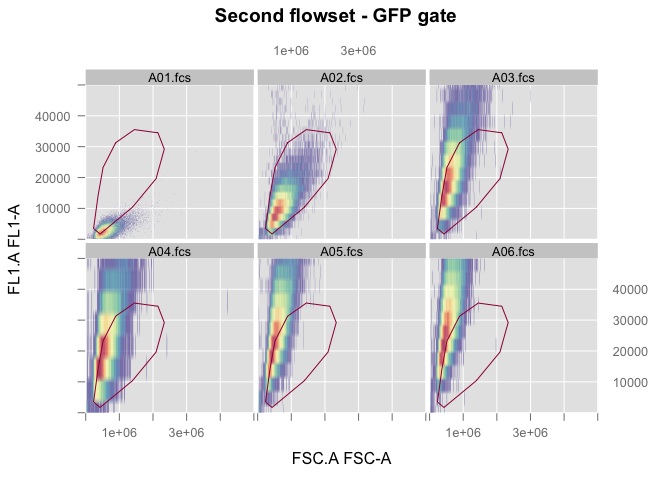 Second flowset - GFP gate
1e+06 3e+06
A01.fcs A02.fcs A03.fcs
40000
30000
20000
10000
FL1.A FL1-A
A04.fcs A05.fcs A06.fcs
40000
30000
20000
10000
1e+06 3e+06 1e+06 3e+06
FSC.A FSC-A